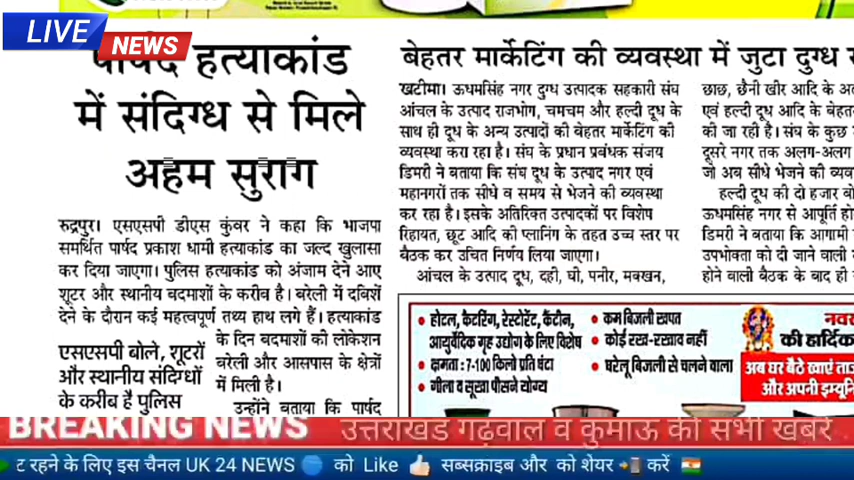 LIVE
NEWS
पार्षद हत्याकांड
में संदिग्ध से मिले
अहम सुराग
रुद्रपुर। एसएसपी डीएस कुंवर ने कहा कि भाजपा
समर्थित पार्षद प्रकाश धामी हत्याकांड का जल्द खुलासा
कर दिया जाएगा। पुलिस हत्याकांड को अंजाम देने आए
शूटर और स्थानीय बदमाशों के करीब है। बरेली में दबिशें
देने के दौरान कई महत्वपूर्ण तथ्य हाथ लगे हैं। हत्याकांड
के दिन बदमाशों की लोकेशन
बरेली और आसपास के क्षेत्रों
में मिली है।
उन्होंने बताया कि पार्षद
एसएसपी बोले, शूटरों
और स्थानीय संदिग्धों
के करीब है पुलिस
बेहतर मार्केटिंग की व्यवस्था में जुटा दुग्ध
खटीमा। ऊधमसिंह नगर दुग्ध उत्पादक सहकारी संघ
आंचल के उत्पाद राजभोग, चमचम और हल्दी दूध के
साथ ही दूध के अन्य उत्पादों की बेहतर मार्केटिंग की
व्यवस्था करा रहा है। संघ के प्रधान प्रबंधक संजय
डिमरी ने बताया कि संघ दूध के उत्पाद नगर एवं
महानगरों तक सीधे व समय से भेजने की व्यवस्था
कर रहा है। इसके अतिरिक्त उत्पादकों पर विशेष
रियायत, छूट आदि की प्लानिंग के तहत उच्च स्तर पर
बैठक कर उचित निर्णय लिया जाएगा।
आंचल के उत्पाद दूध, दही, घी, पनीर, मक्खन,
छाछ, छैनी खीर आदि के
एवं हल्दी दूध आदि के बेहतर
की जा रही है। संघ के कुछ
दूसरे नगर तक अलग-अलग
जो अब सीधे भेजने की
हल्दी दूध की दो हजार
ऊधमसिंह नगर से आपूर्ति
डिमरी ने बताया कि आगामी
उपभोक्ता को दी जाने वाली
होने वाली बैठक के बाद ही
• होटल, कैटरिंग, रेस्टोरेंट, कैंटीन,
आयुर्वेदिक गृह उद्योग के लिए विशेष
• क्षमता : 7-100 किलो प्रति घंटा
• गीला व सूखा पीसने योग्य
• कम बिजली खपत
• कोई रख-रखाव नहीं
• घरेलू बिजली से चलने वाला
की हार्दिक
अब घर बैठे खाएं
और अपनी
BREAKING NEWS
उत्तराखंड गढ़वाल व कुमाऊ की सभी खबरें
रहने के लिए इस चैनल UK 24 NEWS 🔵 को Like 👍🏻 सब्सक्राइब और को शेयर 📲 करें 🇮🇳